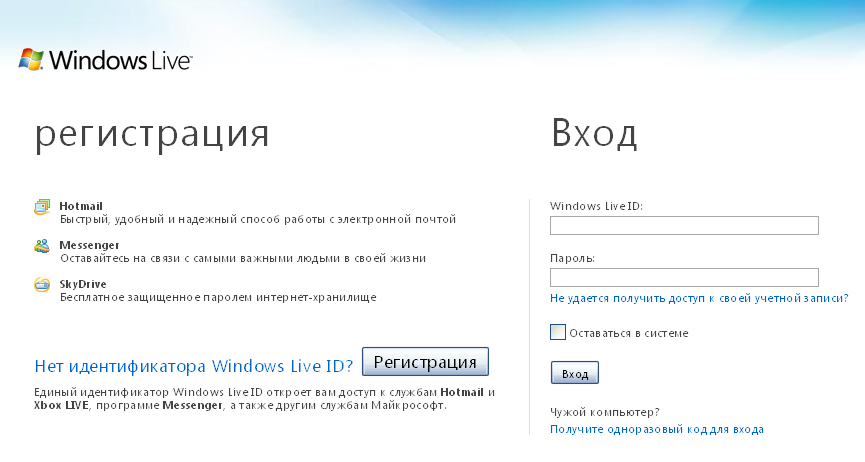 Windows Live™
регистрация
Hotmail
Быстрый, удобный и надежный способ работы с электронной почтой
Messenger
Оставайтесь на связи с самыми важными людьми в своей жизни
SkyDrive
Бесплатное защищенное паролем интернет-хранилище
Нет идентификатора Windows Live ID? Регистрация
Единый идентификатор Windows Live ID откроет вам доступ к службам Hotmail и
Xbox LIVE, программе Messenger, а также другим службам Майкрософт.
Вход
Windows Live ID:
Пароль:
Не удается получить доступ к своей учетной записи?
Оставаться в системе
Вход
Чужой компьютер?
Получите одноразовый код для входа